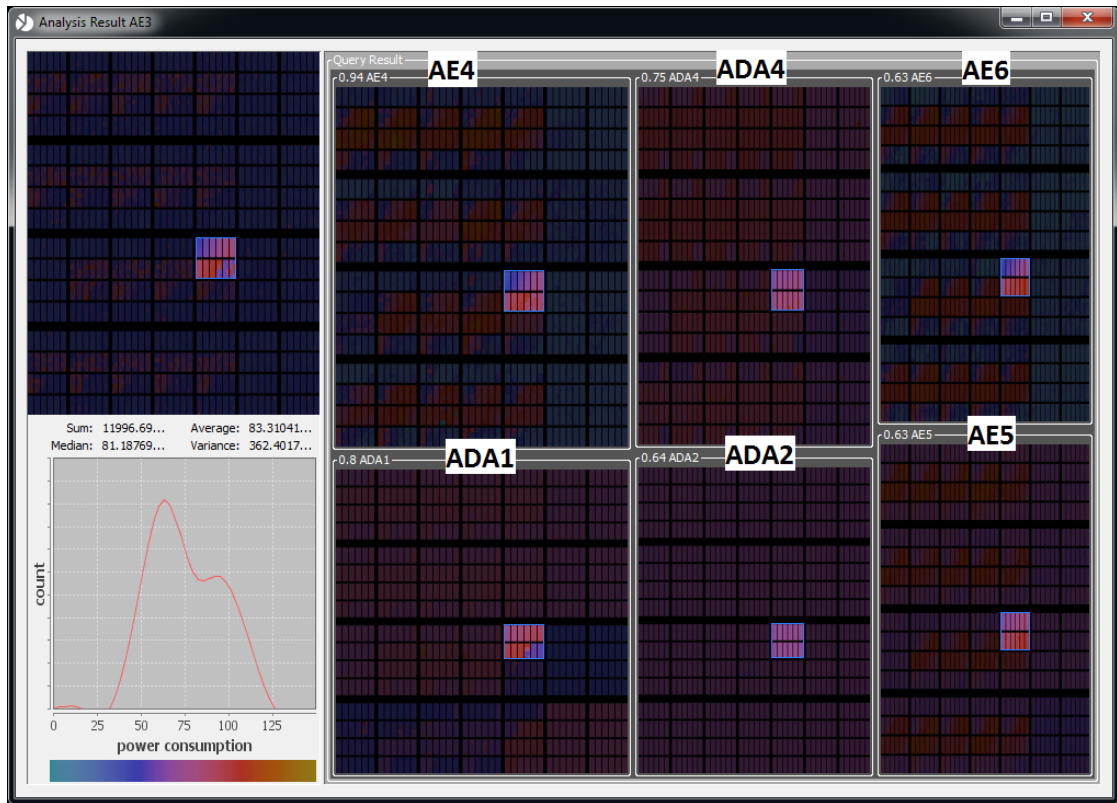 Analysis Result AE3
Query Result
0.94 AE4
AE4
0.75 ADA4
ADA4
0.63 AE6
AE6
Sum: 11996.69... Average: 83.31041...
Median: 81.18769... Variance: 362.4017...
0.8 ADA1
ADA1
0.64 ADA2
ADA2
0.63 AE5
AE5
count
0 25 50 75 100 125
power consumption